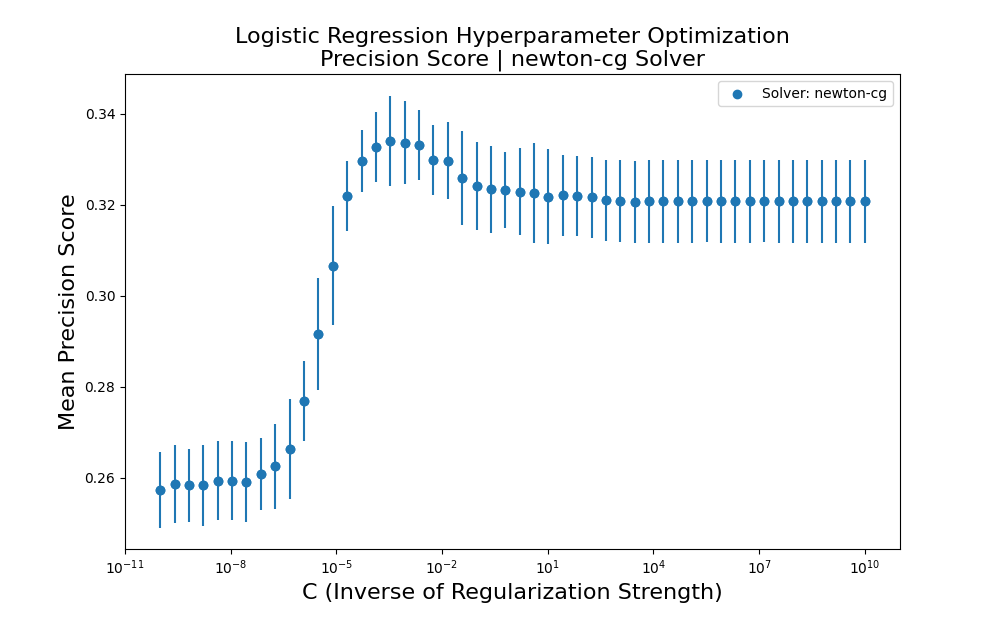 Logistic Regression Hyperparameter Optimization
Precision Score | newton-cg Solver
Solver: newton-cg
Mean Precision Score
0.34
0.32
0.30
0.28
0.26
10⁻¹¹ 10⁻⁸ 10⁻⁵ 10⁻² 10¹ 10⁴ 10⁷ 10¹⁰
C (Inverse of Regularization Strength)